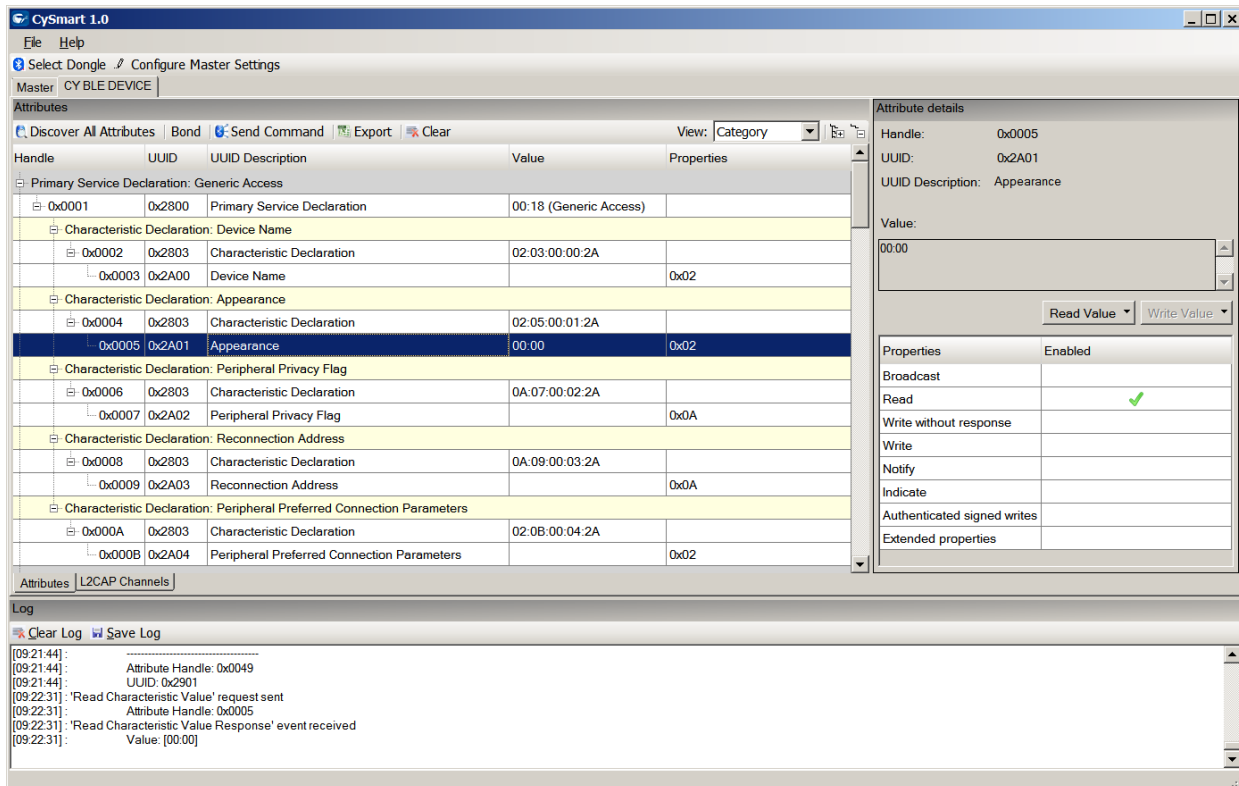 CySmart 1.0
File Help
Select Dongle Configure Master Settings
Master CY BLE DEVICE
Attributes
Discover All Attributes Bond Send Command Export Clear View: Category
Handle UUID UUID Description Value Properties
Primary Service Declaration: Generic Access
0x0001 0x2800 Primary Service Declaration 00:18 (Generic Access)
Characteristic Declaration: Device Name
0x0002 0x2803 Characteristic Declaration 02:03:00:00:2A
0x0003 0x2A00 Device Name 0x02
Characteristic Declaration: Appearance
0x0004 0x2803 Characteristic Declaration 02:05:00:01:2A
0x0005 0x2A01 Appearance 00:00 0x02
Characteristic Declaration: Peripheral Privacy Flag
0x0006 0x2803 Characteristic Declaration 0A:07:00:02:2A
0x0007 0x2A02 Peripheral Privacy Flag 0x0A
Characteristic Declaration: Reconnection Address
0x0008 0x2803 Characteristic Declaration 0A:09:00:03:2A
0x0009 0x2A03 Reconnection Address 0x0A
Characteristic Declaration: Peripheral Preferred Connection Parameters
0x000A 0x2803 Characteristic Declaration 02:0B:00:04:2A
0x000B 0x2A04 Peripheral Preferred Connection Parameters 0x02
Attributes L2CAP Channels
Attribute details
Handle: 0x0005
UUID: 0x2A01
UUID Description: Appearance
Value:
00:00
Read Value Write Value
Properties Enabled
Broadcast
Read
Write without response
Write
Notify
Indicate
Authenticated signed writes
Extended properties
Log
Clear Log Save Log
[09:21:44] : -------------------------------------
[09:21:44] : Attribute Handle: 0x0049
[09:21:44] : UUID: 0x2901
[09:22:31] : 'Read Characteristic Value' request sent
[09:22:31] : Attribute Handle: 0x0005
[09:22:31] : 'Read Characteristic Value Response' event received
[09:22:31] : Value: [00:00]